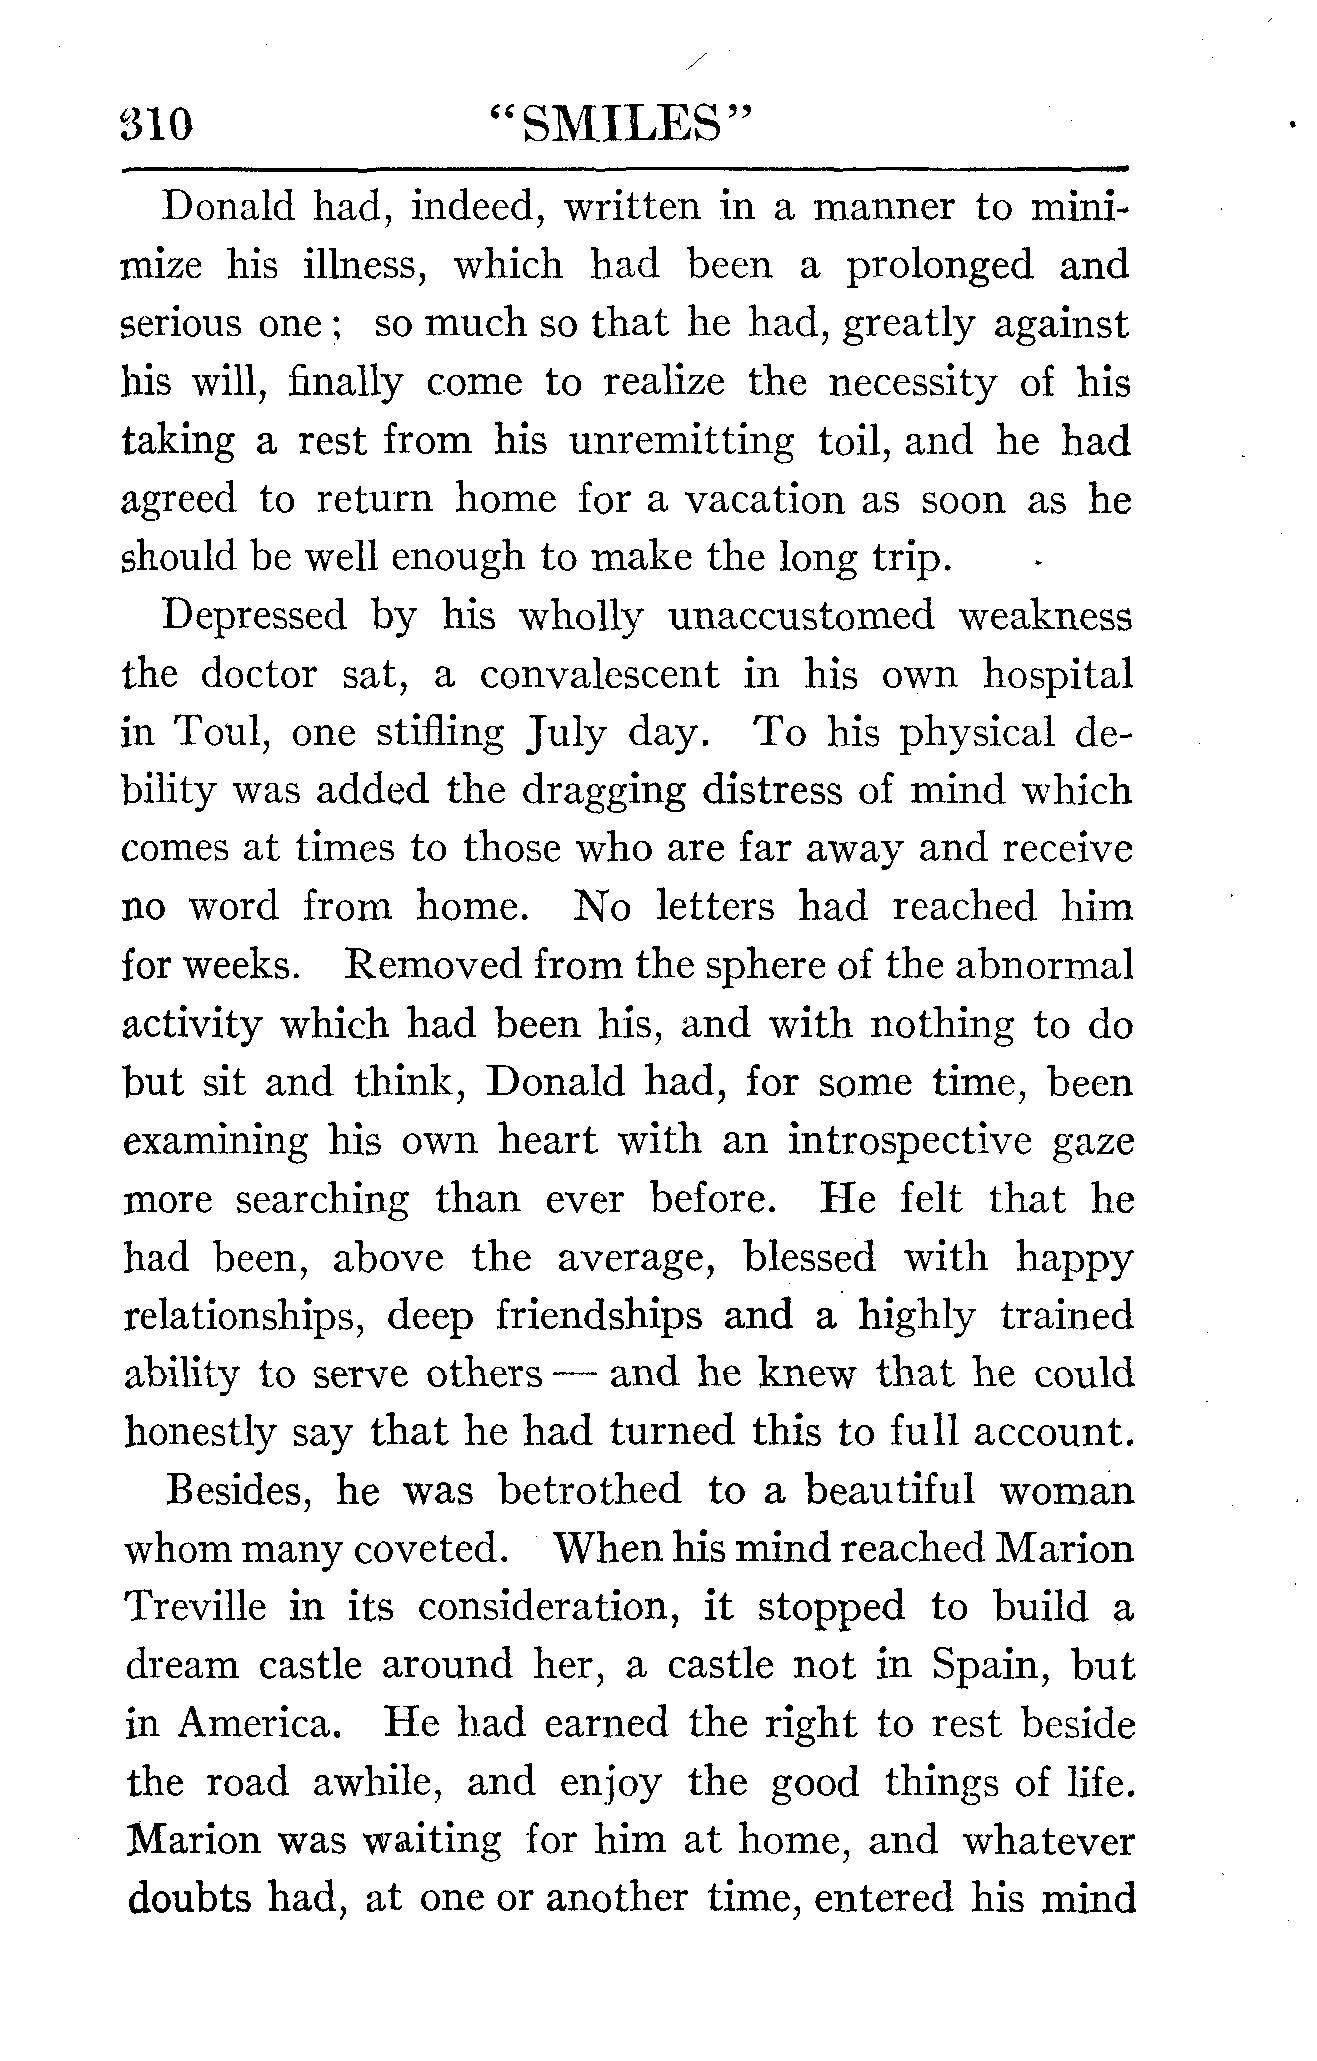 310 "SMILES"
Donald had, indeed, written in a manner to mini-
mize his illness, which had been a prolonged and
serious one; so much so that he had, greatly against
his will, finally come to realize the necessity of his
taking a rest from his unremitting toil, and he had
agreed to return home for a vacation as soon as he
should be well enough to make the long trip.
Depressed by his wholly unaccustomed weakness
the doctor sat, a convalescent in his own hospital
in Toul, one stifling July day. To his physical de-
bility was added the dragging distress of mind which
comes at times to those who are far away and receive
no word from home. No letters had reached him
for weeks. Removed from the sphere of the abnormal
activity which had been his, and with nothing to do
but sit and think, Donald had, for some time, been
examining his own heart with an introspective gaze
more searching than ever before. He felt that he
had been, above the average, blessed with happy
relationships, deep friendships and a highly trained
ability to serve others — and he knew that he could
honestly say that he had turned this to full account.
Besides, he was betrothed to a beautiful woman
whom many coveted. When his mind reached Marion
Treville in its consideration, it stopped to build a
dream castle around her, a castle not in Spain, but
in America. He had earned the right to rest beside
the road awhile, and enjoy the good things of life.
Marion was waiting for him at home, and whatever
doubts had, at one or another time, entered his mind